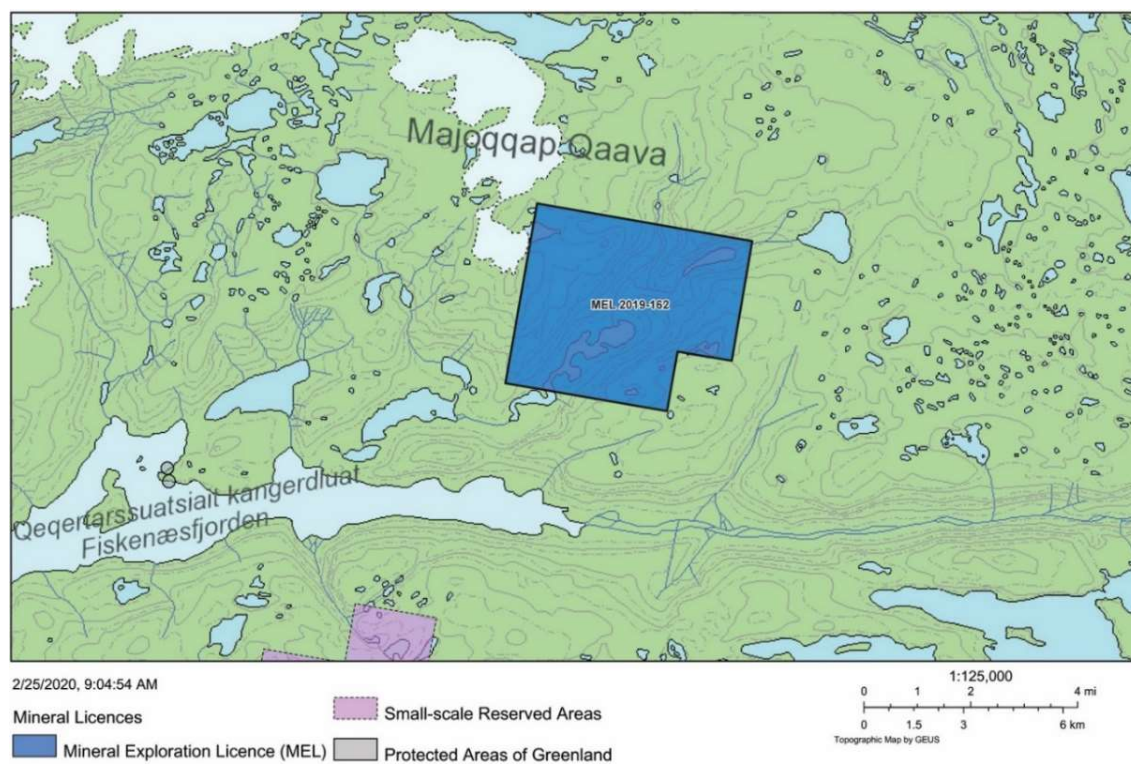 Majoqqap Qaava
MEL 2019-162
Qeqertarssuatsiait kangerdluat
Fiskenæsfjorden
2/25/2020, 9:04:54 AM
Mineral Licences
Mineral Exploration Licence (MEL)
Small-scale Reserved Areas
Protected Areas of Greenland
1:125,000
0 1 2 4 mi
0 1.5 3 6 km
Topographic Map by GEUS